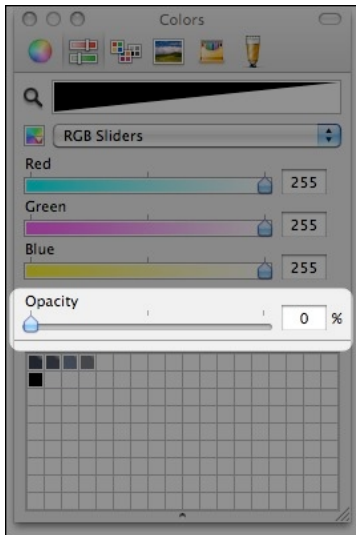 Colors
RGB Sliders
Red
255
Green
255
Blue
255
Opacity
0 %